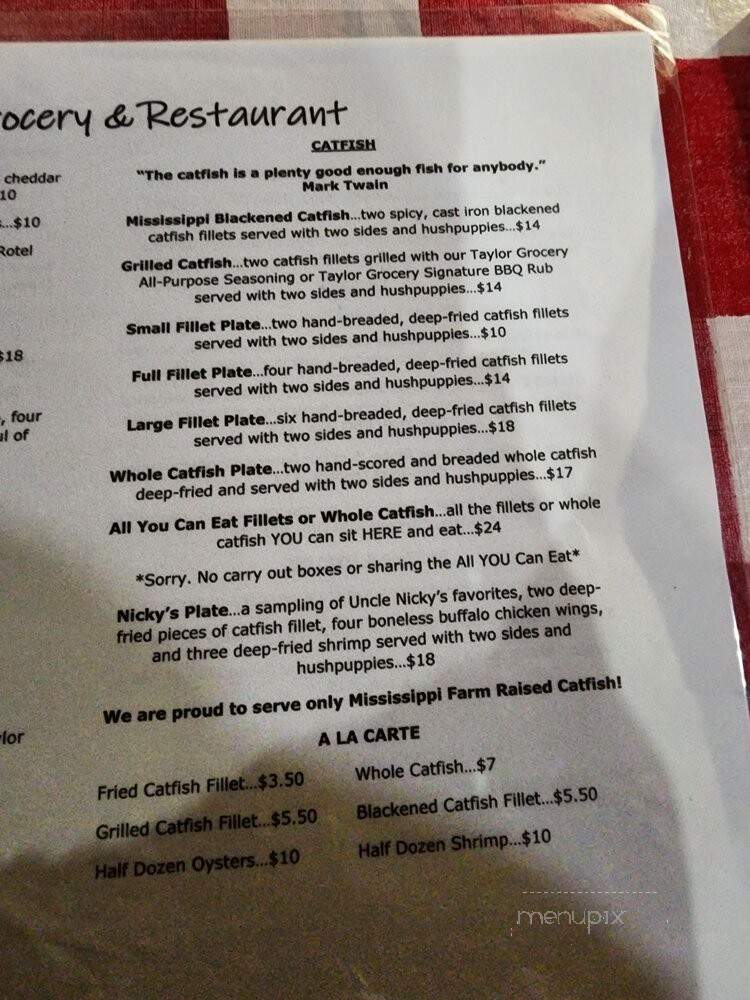 ocery & Restaurant
cheddar
10
...$10
Rotel
$18
, four
ul of
lor
CATFISH
“The catfish is a plenty good enough fish for anybody.”
Mark Twain
Mississippi Blackened Catfish...two spicy, cast iron blackened
catfish fillets served with two sides and hushpuppies...$14
Grilled Catfish...two catfish fillets grilled with our Taylor Grocery
All-Purpose Seasoning or Taylor Grocery Signature BBQ Rub
served with two sides and hushpuppies...$14
Small Fillet Plate...two hand-breaded, deep-fried catfish fillets
served with two sides and hushpuppies...$10
Full Fillet Plate...four hand-breaded, deep-fried catfish fillets
served with two sides and hushpuppies...$14
Large Fillet Plate...six hand-breaded, deep-fried catfish fillets
served with two sides and hushpuppies...$18
Whole Catfish Plate...two hand-scored and breaded whole catfish
deep-fried and served with two sides and hushpuppies...$17
All You Can Eat Fillets or Whole Catfish...all the fillets or whole
catfish YOU can sit HERE and eat...$24
*Sorry. No carry out boxes or sharing the All YOU Can Eat*
Nicky’s Plate...a sampling of Uncle Nicky’s favorites, two deep-
fried pieces of catfish fillet, four boneless buffalo chicken wings,
and three deep-fried shrimp served with two sides and
hushpuppies...$18
We are proud to serve only Mississippi Farm Raised Catfish!
A LA CARTE
Fried Catfish Fillet...$3.50
Whole Catfish...$7
Grilled Catfish Fillet...$5.50
Blackened Catfish Fillet...$5.50
Half Dozen Oysters...$10
Half Dozen Shrimp...$10
menupix